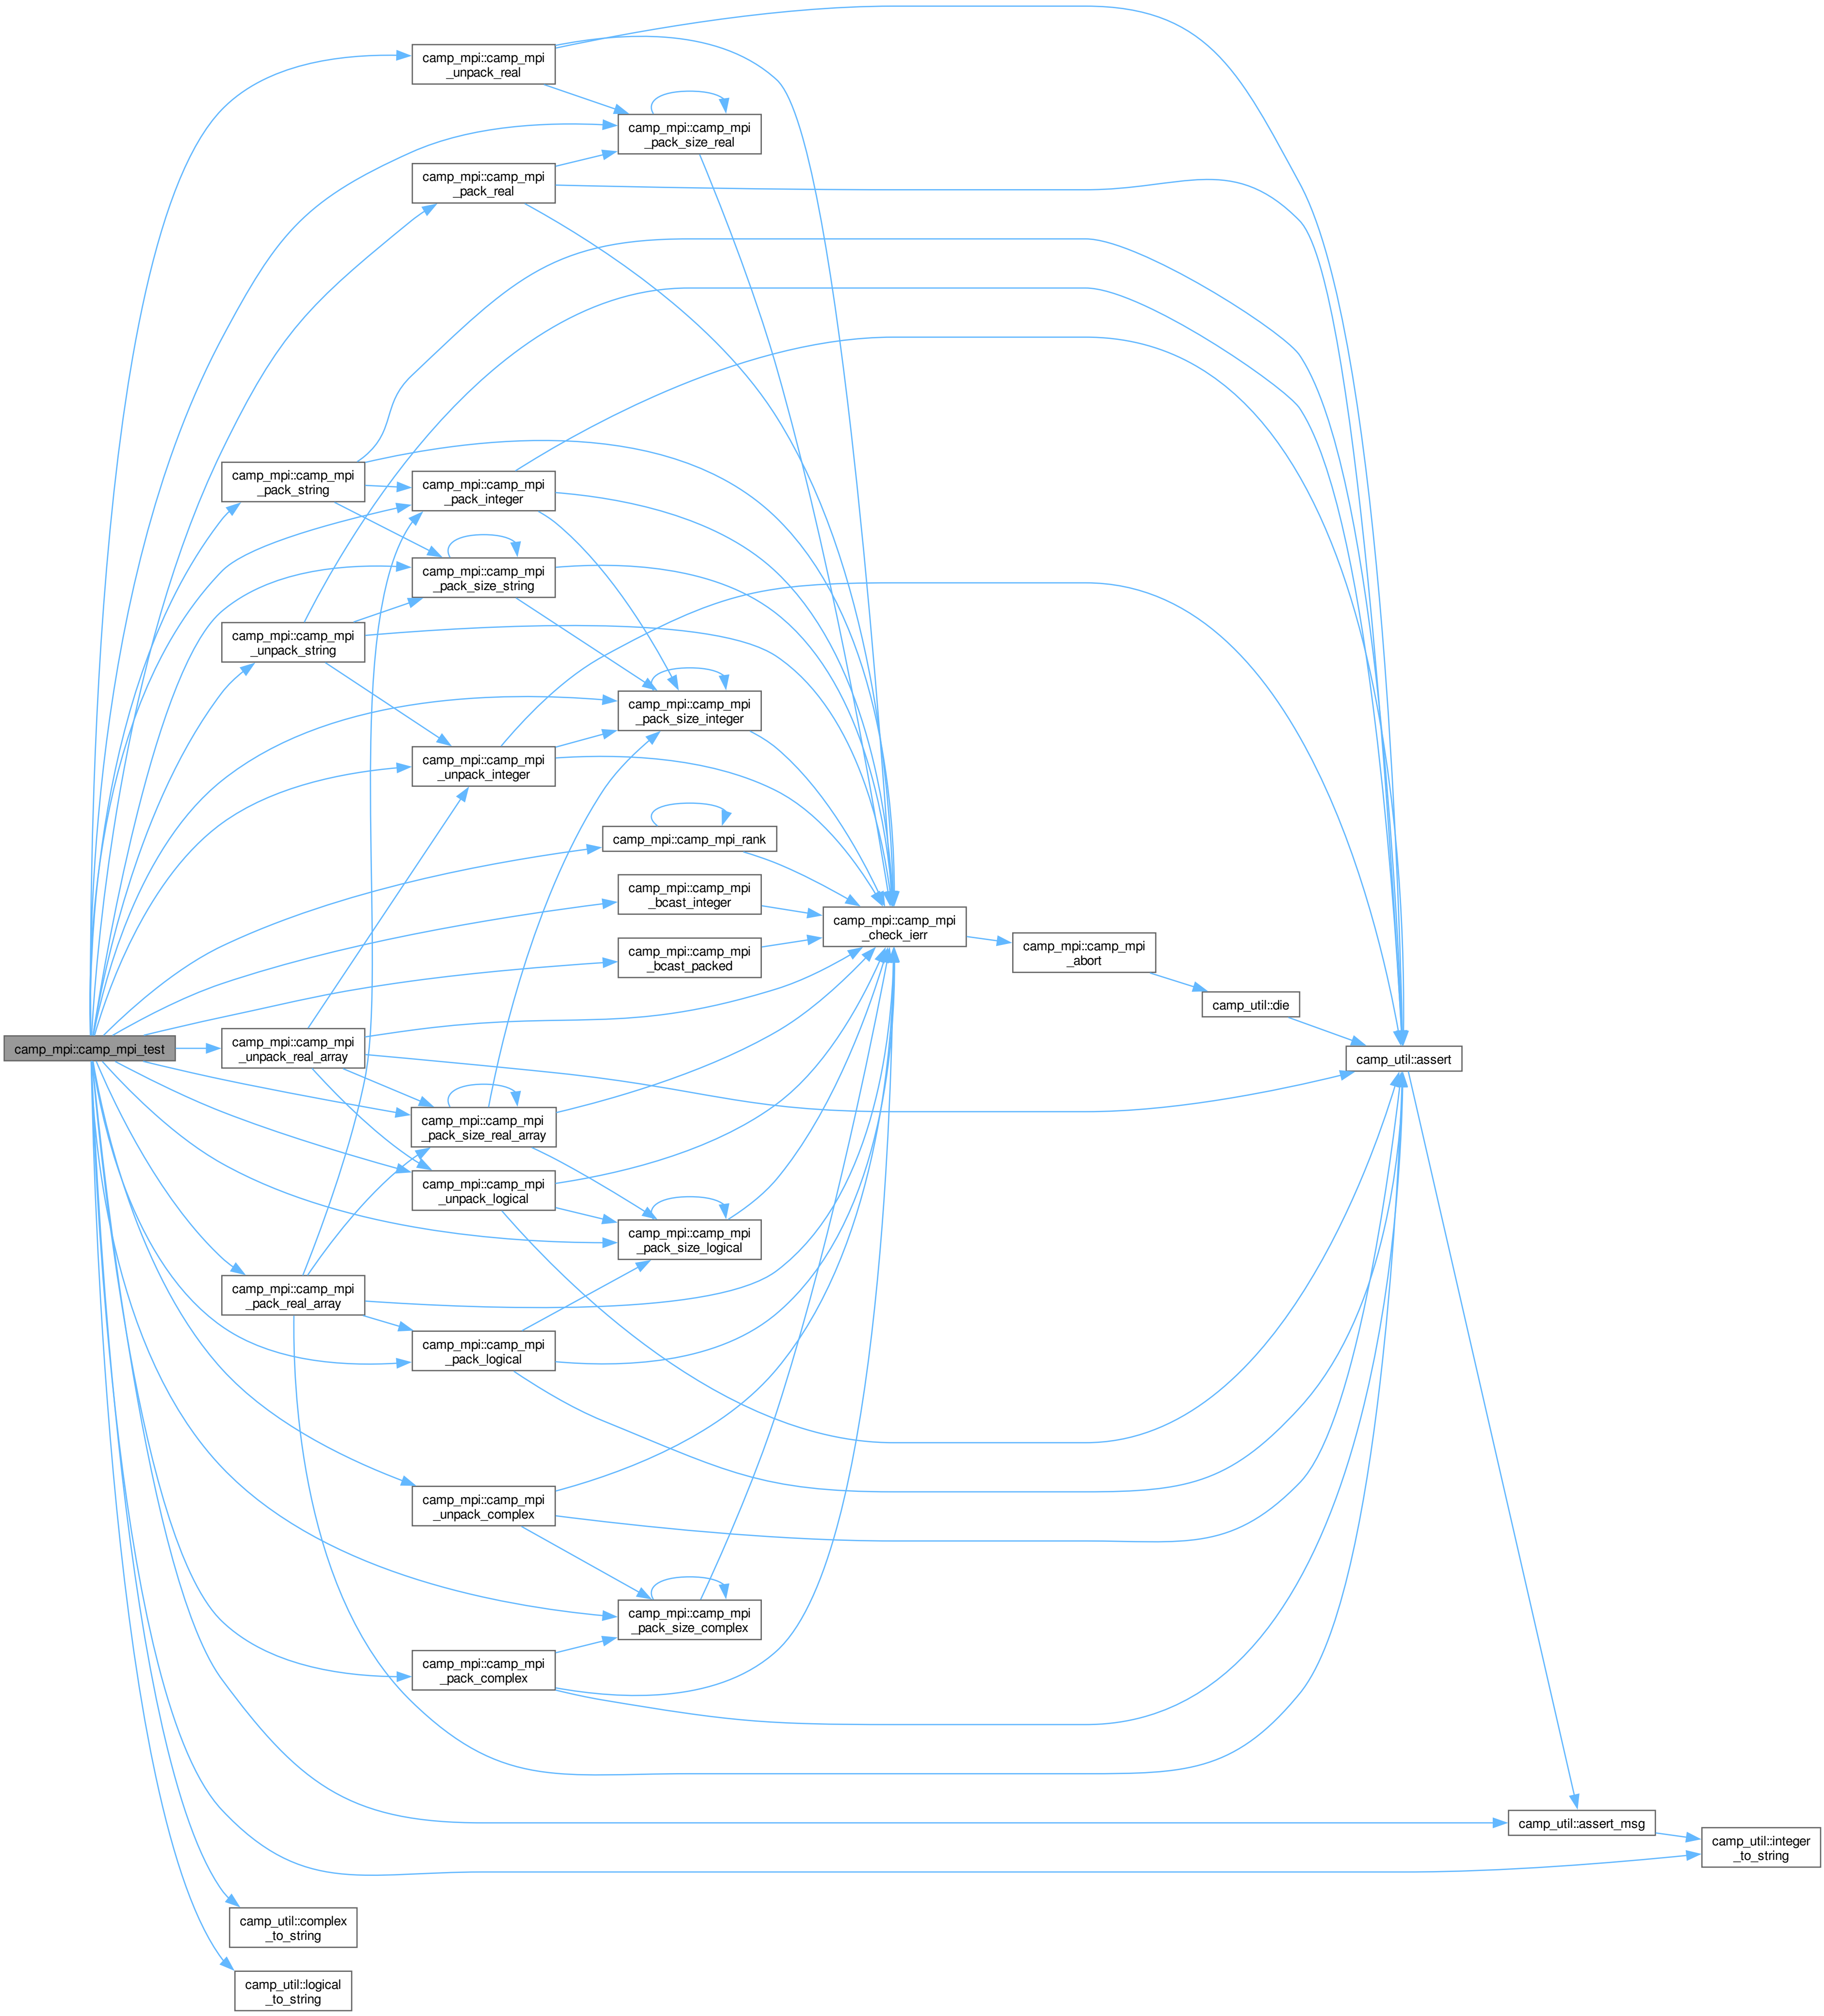 camp_mpi::camp_mpi
_unpack_real
camp_mpi::camp_mpi
_pack_size_real
camp_mpi::camp_mpi
_pack_real
camp_mpi::camp_mpi
_pack_string
camp_mpi::camp_mpi
_pack_integer
camp_mpi::camp_mpi
_pack_size_string
camp_mpi::camp_mpi
_unpack_string
camp_mpi::camp_mpi
_pack_size_integer
camp_mpi::camp_mpi
_unpack_integer
camp_mpi::camp_mpi_rank
camp_mpi::camp_mpi
_bcast_integer
camp_mpi::camp_mpi
_check_ierr
camp_mpi::camp_mpi
_bcast_packed
camp_mpi::camp_mpi
_abort
camp_util::die
camp_mpi::camp_mpi_test
camp_mpi::camp_mpi
_unpack_real_array
camp_util::assert
camp_mpi::camp_mpi
_pack_size_real_array
camp_mpi::camp_mpi
_unpack_logical
camp_mpi::camp_mpi
_pack_size_logical
camp_mpi::camp_mpi
_pack_real_array
camp_mpi::camp_mpi
_pack_logical
camp_mpi::camp_mpi
_unpack_complex
camp_mpi::camp_mpi
_pack_size_complex
camp_mpi::camp_mpi
_pack_complex
camp_util::assert_msg
camp_util::integer
_to_string
camp_util::complex
_to_string
camp_util::logical
_to_string